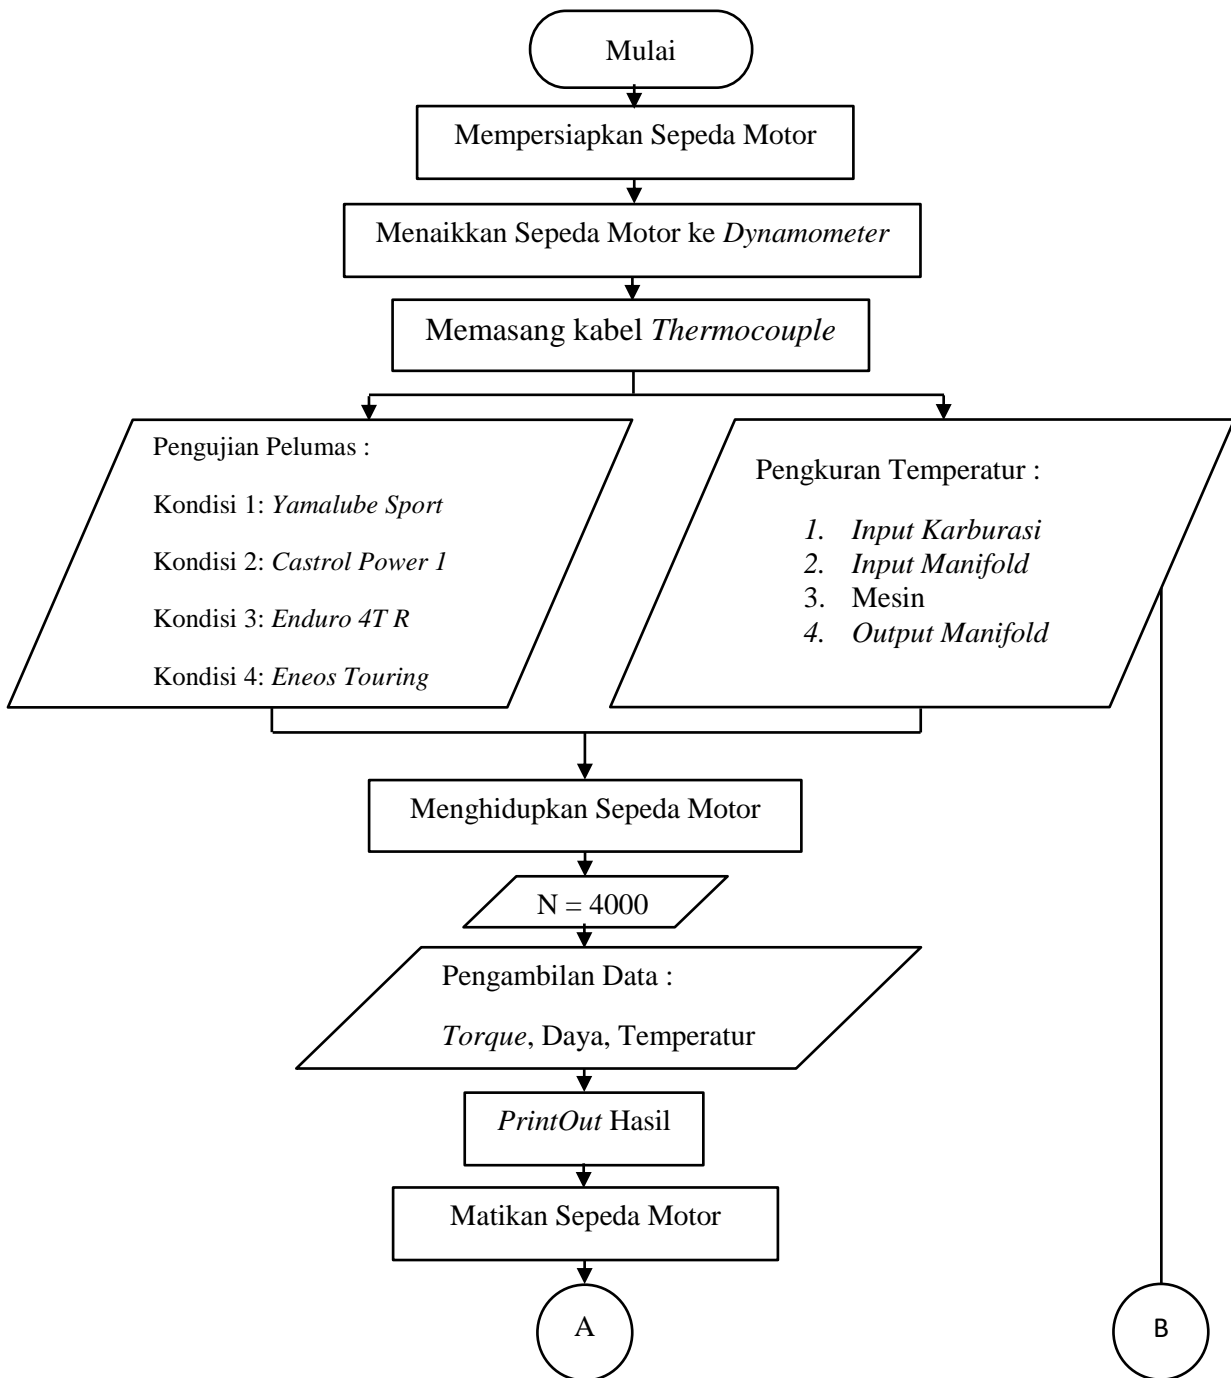 Mulai
Mempersiapkan Sepeda Motor
Menaikkan Sepeda Motor ke Dynamometer
Memasang kabel Thermocouple
Pengujian Pelumas :
Kondisi 1: Yamalube Sport
Kondisi 2: Castrol Power 1
Kondisi 3: Enduro 4T R
Kondisi 4: Eneos Touring
Pengkuran Temperatur :
1. Input Karburasi
2. Input Manifold
3. Mesin
4. Output Manifold
Menghidupkan Sepeda Motor
N = 4000
Pengambilan Data :
Torque, Daya, Temperatur
PrintOut Hasil
Matikan Sepeda Motor
A
B